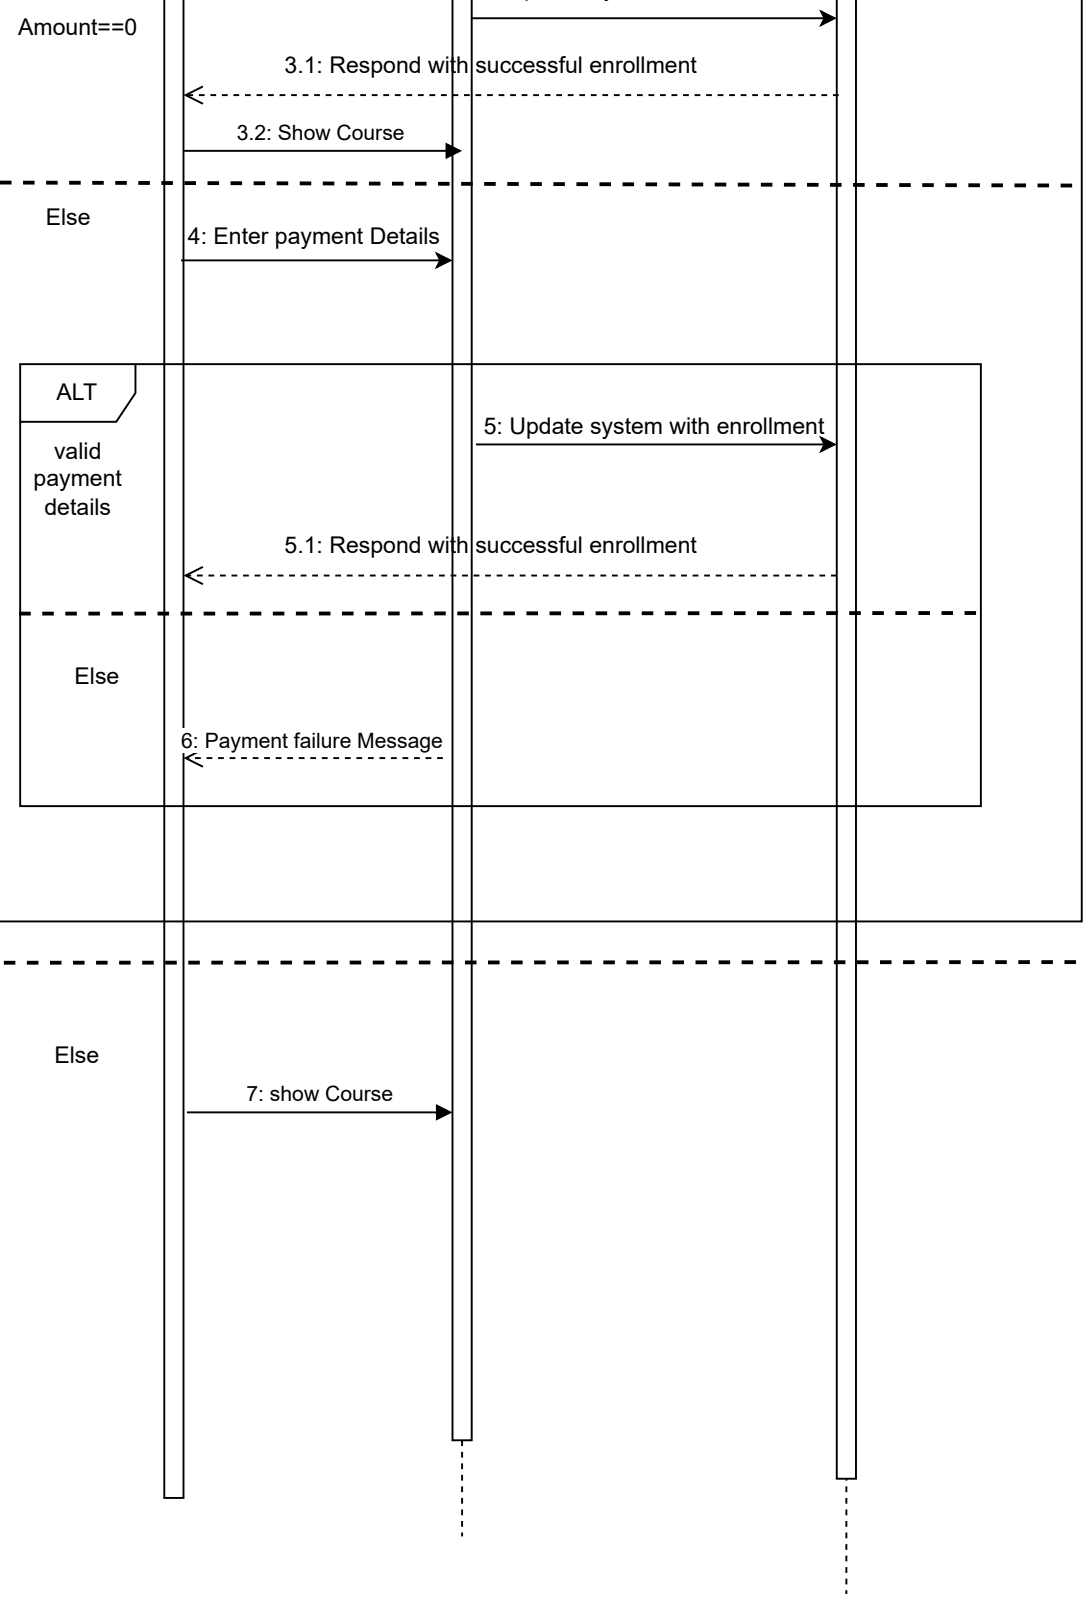 Amount==0
3.1: Respond with successful enrollment
3.2: Show Course
Else
4: Enter payment Details
ALT
5: Update system with enrollment
valid
payment
details
5.1: Respond with successful enrollment
Else
6: Payment failure Message
Else
7: show Course